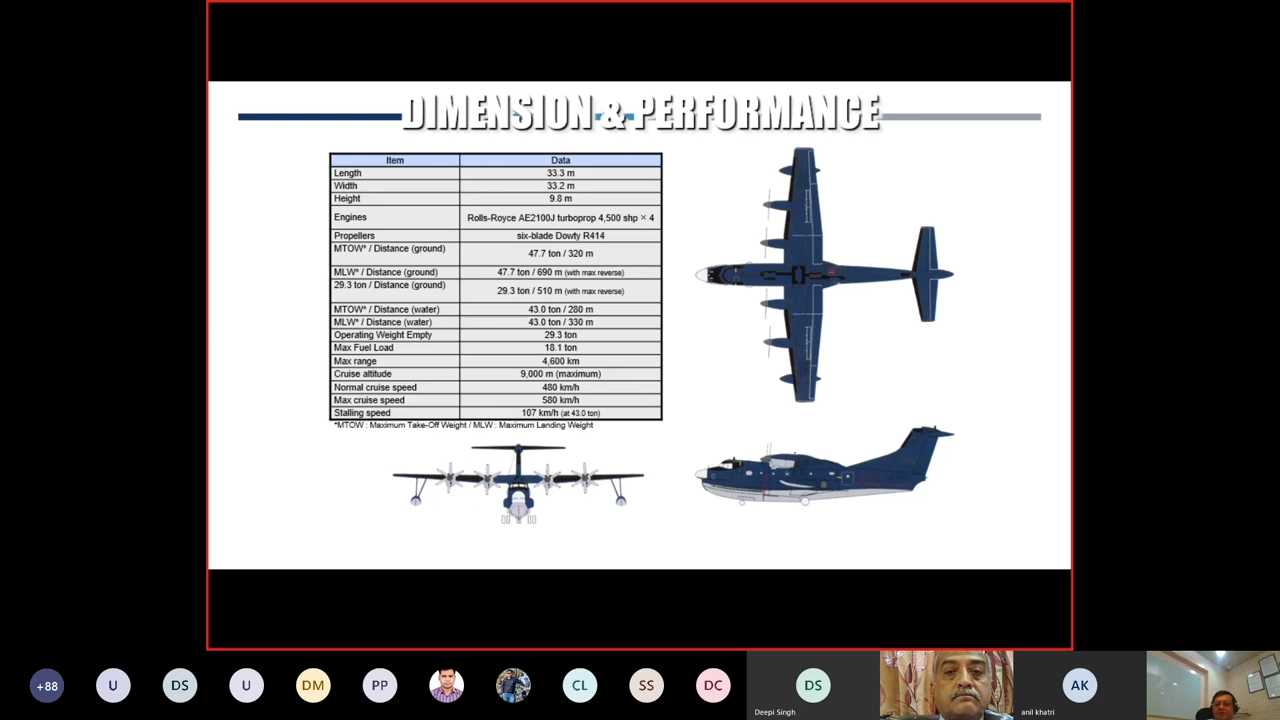 DIMENSION & PERFORMANCE
Item Data
Length 33.3 m
Width 33.2 m
Height 9.8 m
Engines Rolls-Royce AE2100J turboprop 4,500 shp × 4
Propellers six-blade Dowty R414
MTOW* / Distance (ground) 47.7 ton / 320 m
MLW* / Distance (ground) 47.7 ton / 690 m (with max reverse)
29.3 ton / Distance (ground) 29.3 ton / 510 m (with max reverse)
MTOW* / Distance (water) 43.0 ton / 280 m
MLW* / Distance (water) 43.0 ton / 330 m
Operating Weight Empty 29.3 ton
Max Fuel Load 18.1 ton
Max range 4,600 km
Cruise altitude 9,000 m (maximum)
Normal cruise speed 480 km/h
Max cruise speed 580 km/h
Stalling speed 107 km/h (at 43.0 ton)
*MTOW : Maximum Take-Off Weight / MLW : Maximum Landing Weight
+88 U DS U DM PP CL SS DC DS AK
Deepi Singh anil khatri